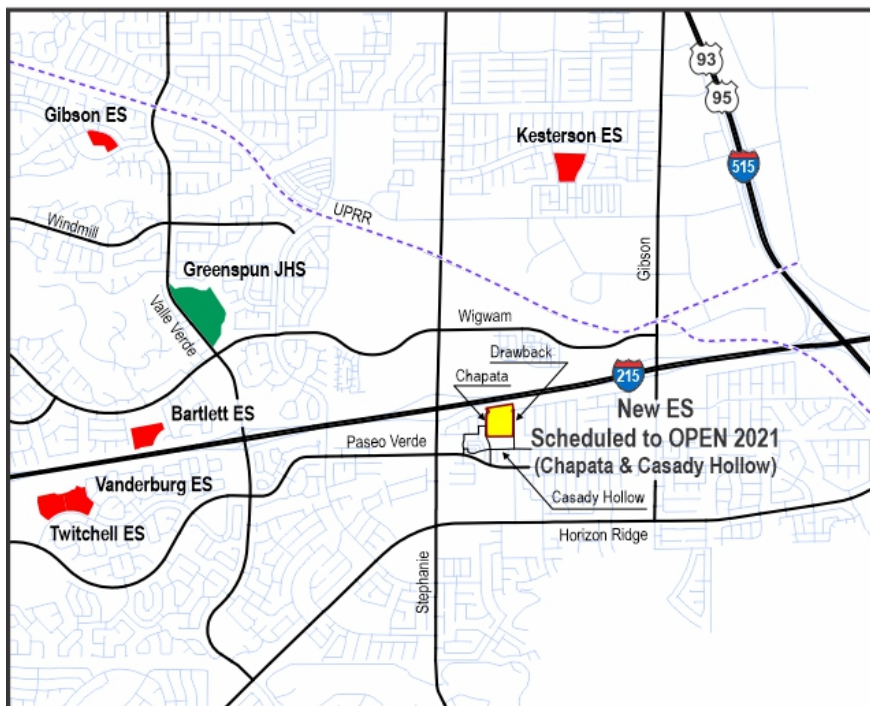 93
95
Gibson ES
Kesterson ES
515
UPRR
Windmill
Gibson
Greenspun JHS
Valle Verde
Wigwam
Drawback
Chapata
215
New ES
Scheduled to OPEN 2021
(Chapata & Casady Hollow)
Bartlett ES
Paseo Verde
Vanderburg ES
Casady Hollow
Twitchell ES
Horizon Ridge
Stephanie